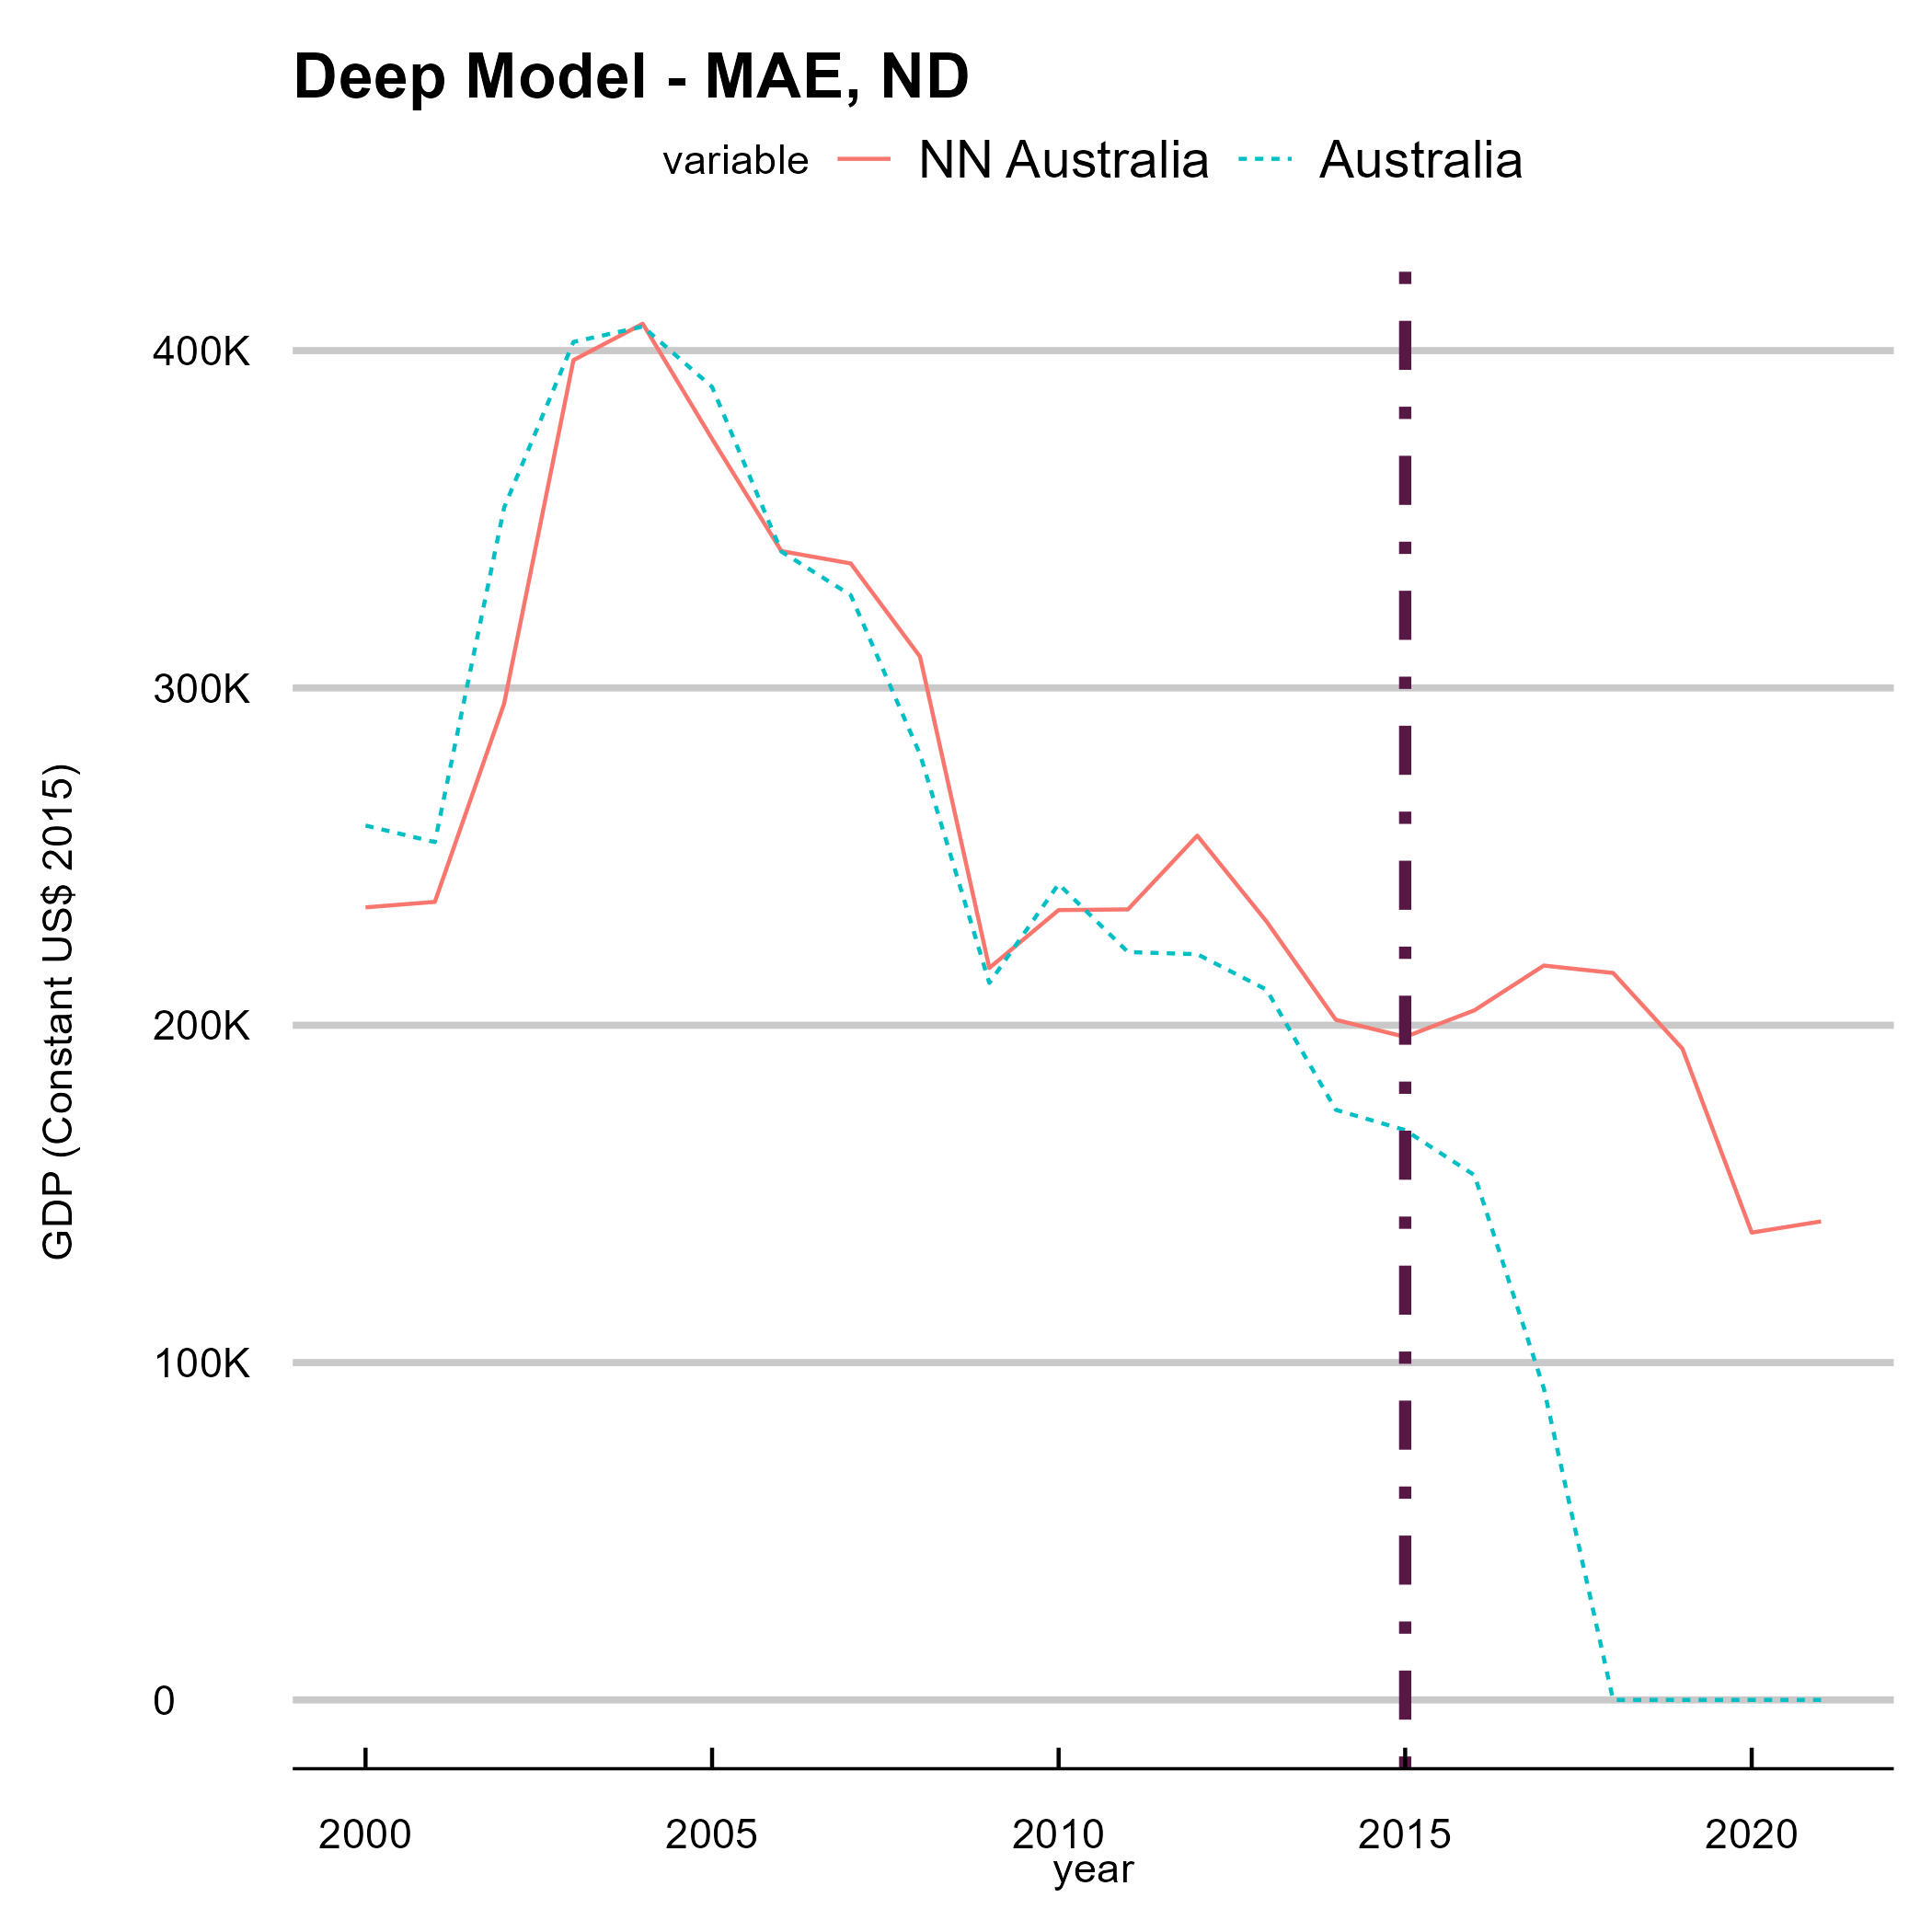 Deep Model - MAE, ND
variable NN Australia Australia
400K
300K
200K
100K
0
GDP (Constant US$ 2015)
2000 2005 2010 2015 2020
year